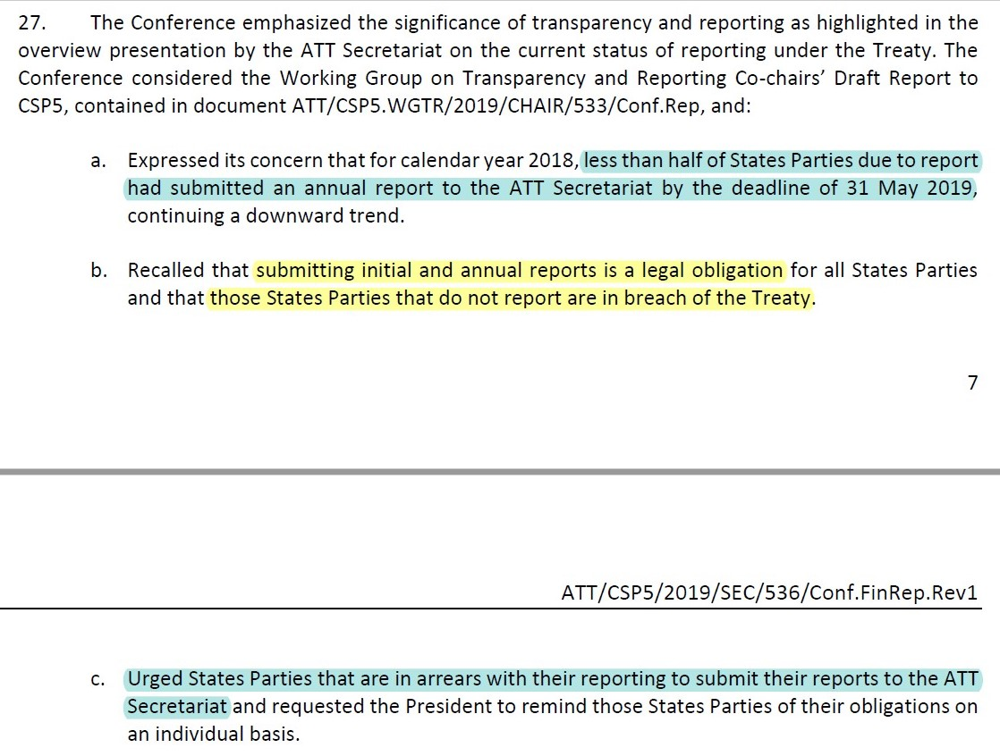 27. The Conference emphasized the significance of transparency and reporting as highlighted in the
overview presentation by the ATT Secretariat on the current status of reporting under the Treaty. The
Conference considered the Working Group on Transparency and Reporting Co-chairs’ Draft Report to
CSP5, contained in document ATT/CSP5.WGTR/2019/CHAIR/533/Conf.Rep, and:
a. Expressed its concern that for calendar year 2018, less than half of States Parties due to report
had submitted an annual report to the ATT Secretariat by the deadline of 31 May 2019,
continuing a downward trend.
b. Recalled that submitting initial and annual reports is a legal obligation for all States Parties
and that those States Parties that do not report are in breach of the Treaty.
7
ATT/CSP5/2019/SEC/536/Conf.FinRep.Rev1
c. Urged States Parties that are in arrears with their reporting to submit their reports to the ATT
Secretariat and requested the President to remind those States Parties of their obligations on
an individual basis.